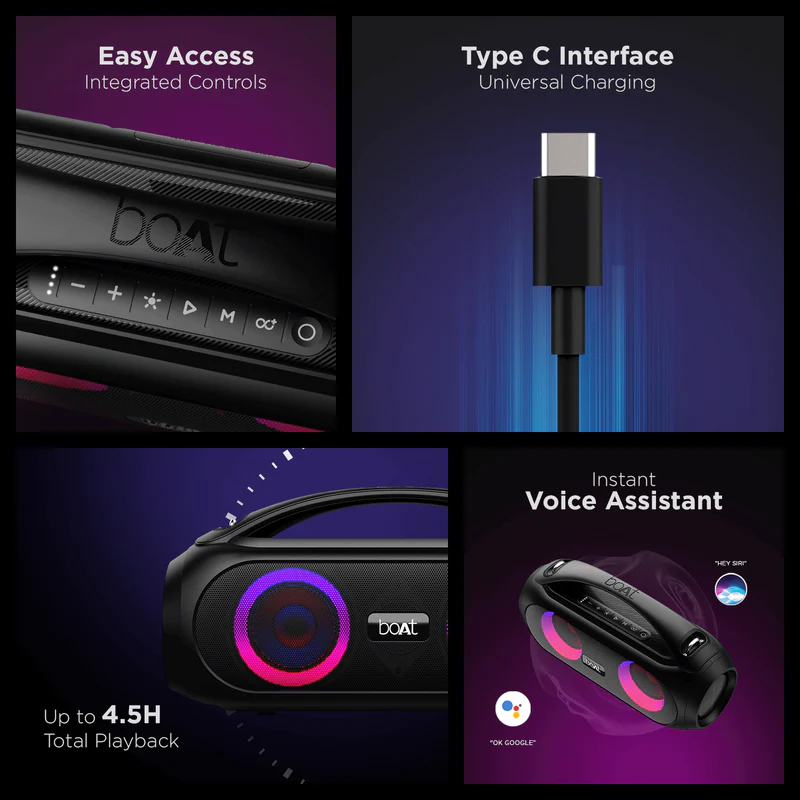 Easy Access
Integrated Controls
boAt
M
Type C Interface
Universal Charging
boAt
Up to 4.5H
Total Playback
Instant
Voice Assistant
"HEY SIRI"
boAt
boAt
"OK GOOGLE"